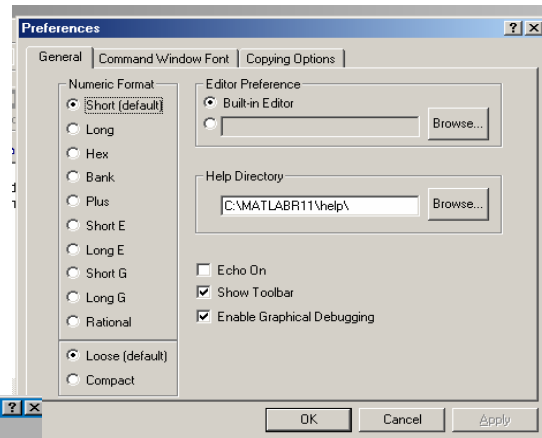 Preferences
General Command Window Font Copying Options
Numeric Format
Short (default)
Long
Hex
Bank
Plus
Short E
Long E
Short G
Long G
Rational
Loose (default)
Compact
Editor Preference
Built-in Editor
Browse...
Help Directory
C:\MATLABR11\help\
Browse...
Echo On
Show Toolbar
Enable Graphical Debugging
OK Cancel Apply